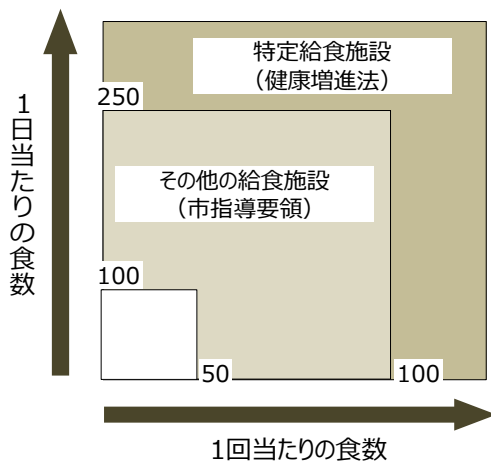 特定給食施設
（健康増進法）
250
1日当たりの食数
その他の給食施設
（市指導要領）
100
50
100
1回当たりの食数